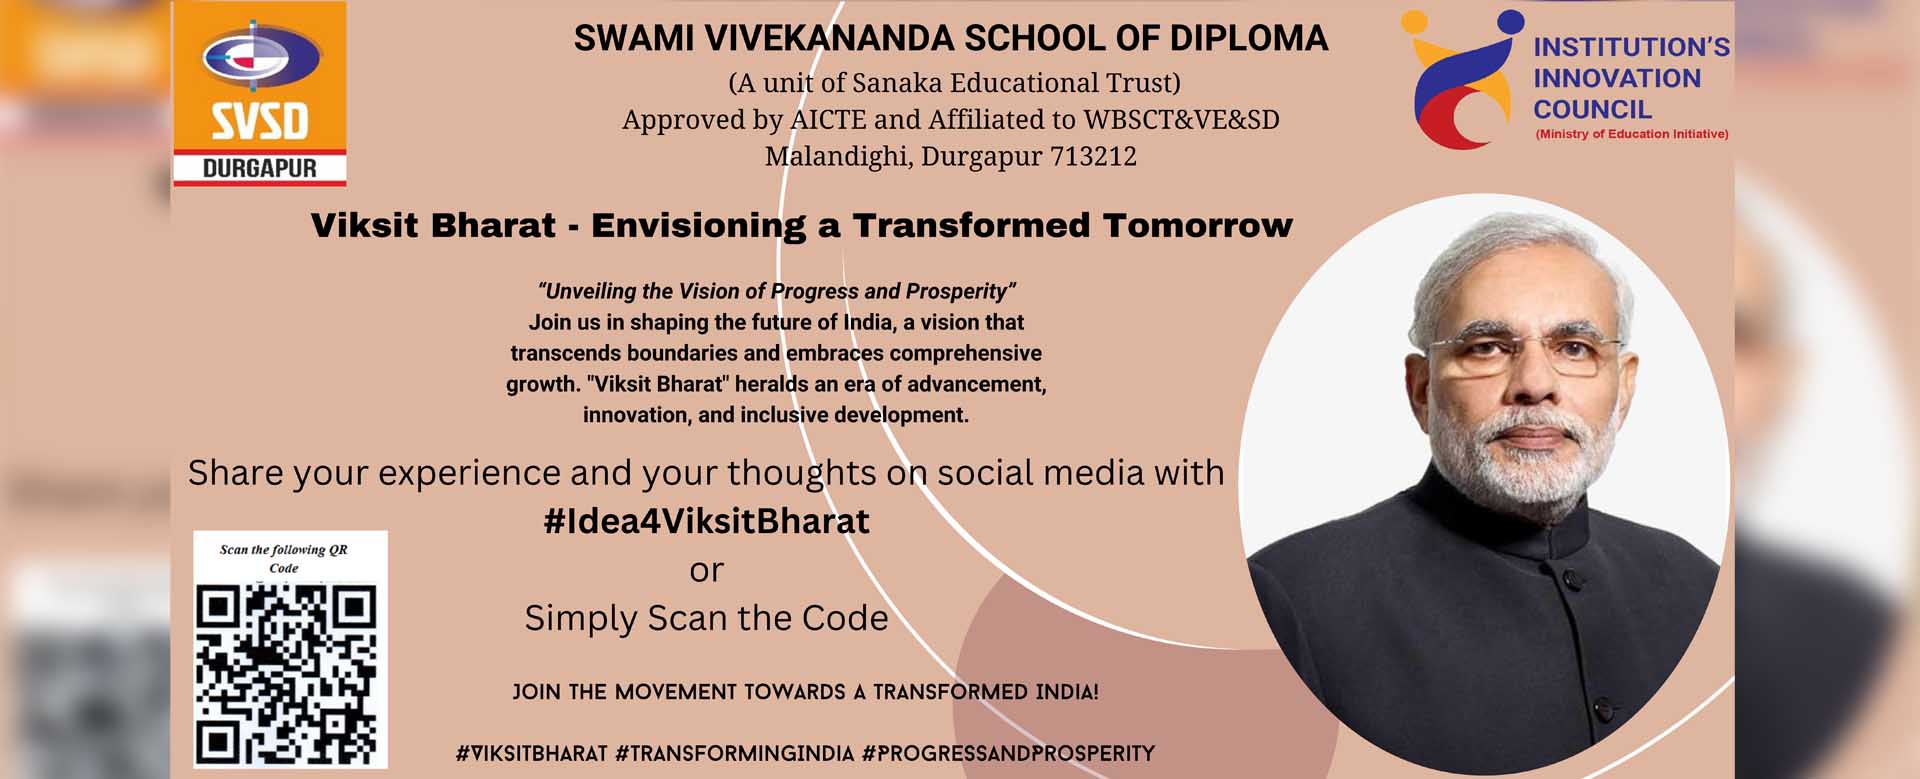 SVSD
DURGAPUR
SWAMI VIVEKANANDA SCHOOL OF DIPLOMA
(A unit of Sanaka Educational Trust)
Approved by AICTE and Affiliated to WBSCT&VE&SD
Malandighi, Durgapur 713212
INSTITUTION'S
INNOVATION
COUNCIL
(Ministry of Education Initiative)
Viksit Bharat - Envisioning a Transformed Tomorrow
“Unveiling the Vision of Progress and Prosperity”
Join us in shaping the future of India, a vision that
transcends boundaries and embraces comprehensive
growth. "Viksit Bharat" heralds an era of advancement,
innovation, and inclusive development.
Share your experience and your thoughts on social media with
#Idea4ViksitBharat
or
Simply Scan the Code
Scan the following QR
Code
JOIN THE MOVEMENT TOWARDS A TRANSFORMED INDIA!
#VIKSITBHARAT #TRANSFORMINGINDIA #PROGRESSANDPROSPERITY